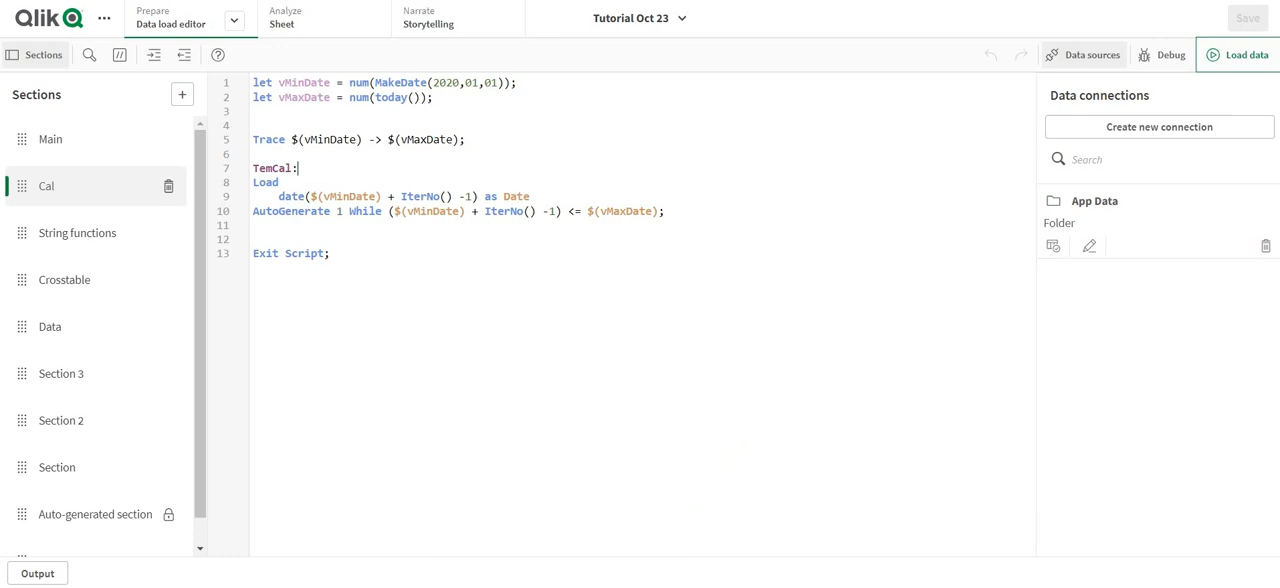 Qlik
Prepare
Data load editor
Analyze
Sheet
Narrate
Storytelling
Tutorial Oct 23
Save
Sections
Data sources
Debug
Load data
Sections
Main
Cal
String functions
Crosstable
Data
Section 3
Section 2
Section
Auto-generated section
1 let vMinDate = num(MakeDate(2020,01,01));
2 let vMaxDate = num(today());
3
4
5 Trace $(vMinDate) -> $(vMaxDate);
6
7 TemCal:
8 Load
9 date($(vMinDate) + IterNo() -1) as Date
10 AutoGenerate 1 While ($(vMinDate) + IterNo() -1) <= $(vMaxDate);
11
12
13 Exit Script;
Data connections
Create new connection
Search
App Data
Folder
Output